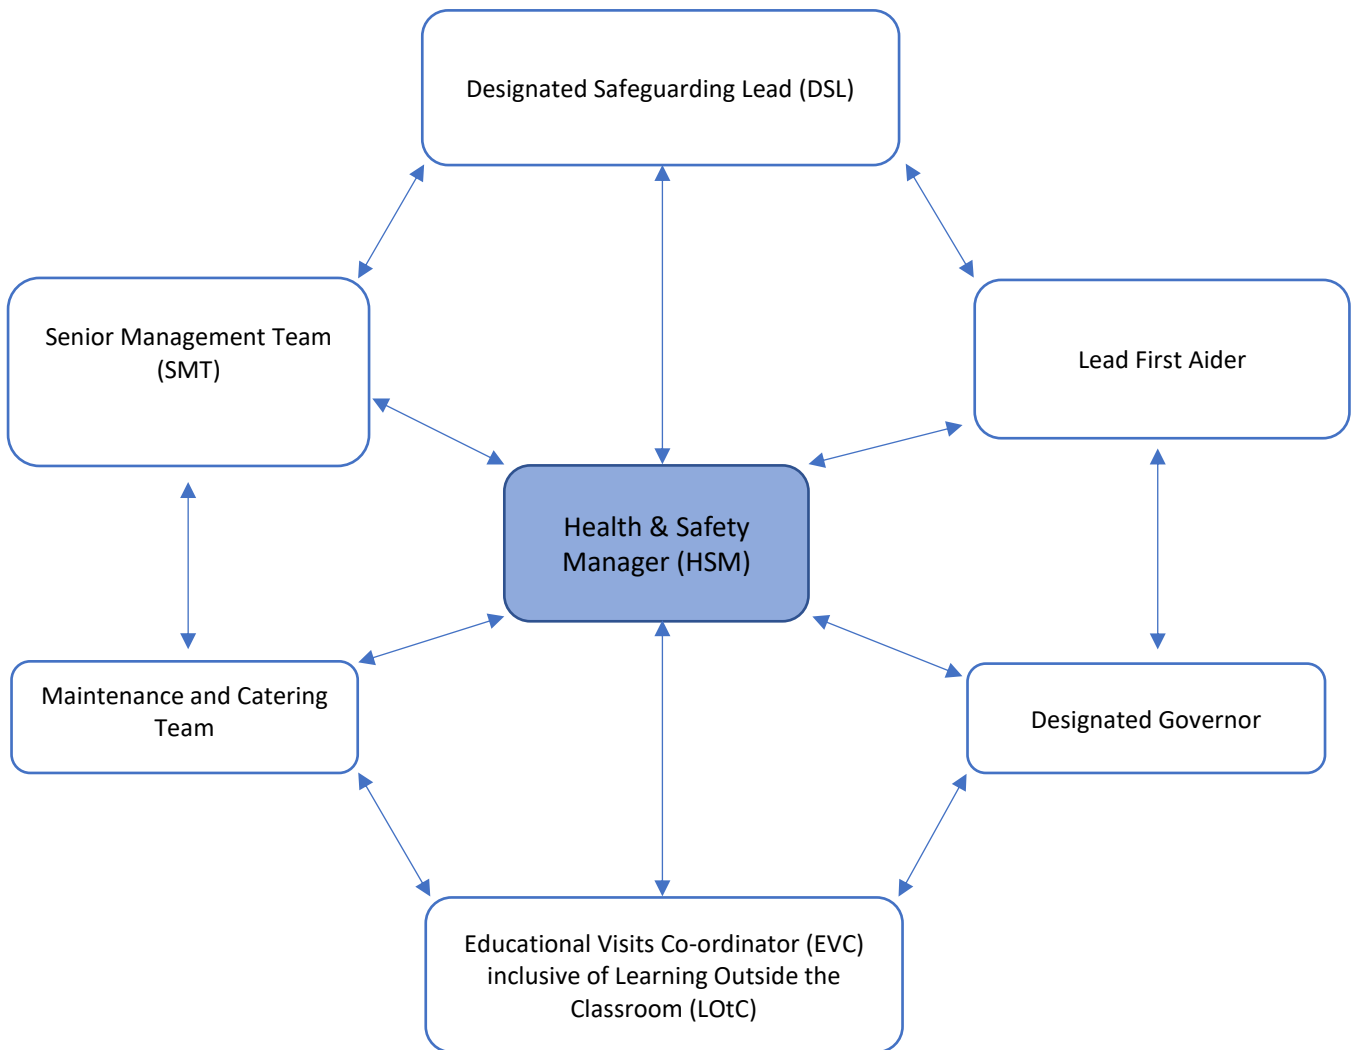 Designated Safeguarding Lead (DSL)
Senior Management Team
(SMT)
Lead First Aider
Health & Safety
Manager (HSM)
Maintenance and Catering
Team
Designated Governor
Educational Visits Co-ordinator (EVC)
inclusive of Learning Outside the
Classroom (LOtC)